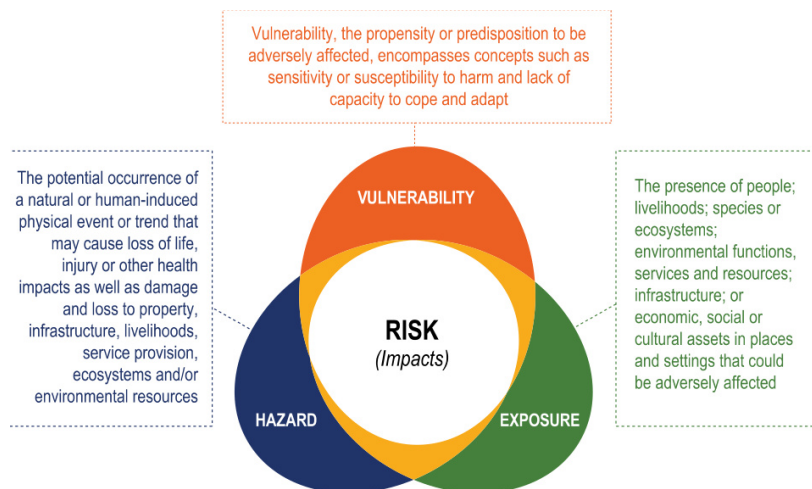 Vulnerability, the propensity or predisposition to be
adversely affected, encompasses concepts such as
sensitivity or susceptibility to harm and lack of
capacity to cope and adapt
The potential occurrence of
a natural or human-induced
physical event or trend that
may cause loss of life,
injury or other health
impacts as well as damage
and loss to property,
infrastructure, livelihoods,
service provision,
ecosystems and/or
environmental resources
VULNERABILITY
RISK
(Impacts)
HAZARD
EXPOSURE
The presence of people;
livelihoods; species or
ecosystems;
environmental functions,
services and resources;
infrastructure; or
economic, social or
cultural assets in places
and settings that could
be adversely affected